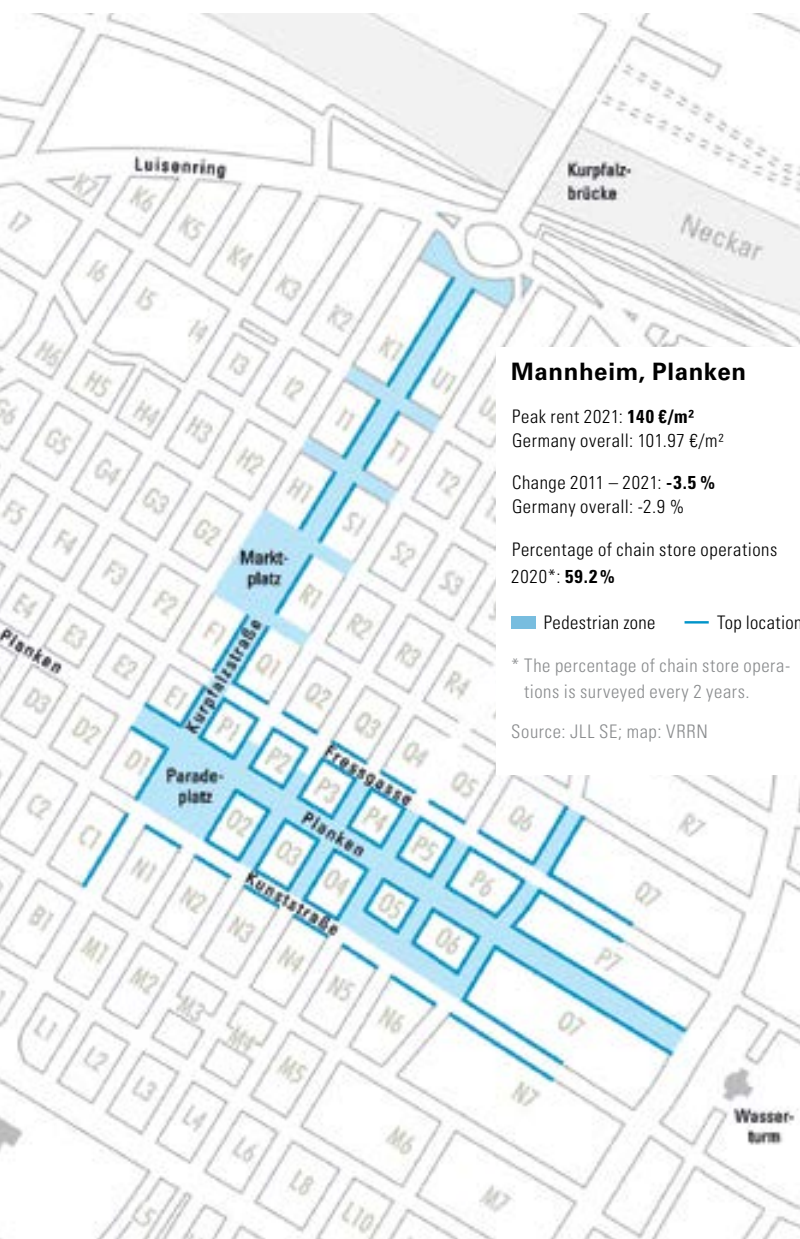 Luisenring
Kurpfalz-
brücke
Neckar
K7
K6
K5
K4
K3
K2
K1
U1
I7
I6
I5
I4
I3
I2
I1
T1
T2
H6
H5
H4
H3
H2
H1
S1
S2
S3
G6
G5
G4
G3
G2
Markt-
platz
R1
R2
R3
R4
F5
F4
F3
F2
F1
Kurpfalzstraße
Q1
Q2
Q3
Q4
Q5
Q6
Q7
R7
E4
E3
E2
E1
Planken
P1
P2
P3
P4
P5
P6
P7
Fressgasse
D3
D2
D1
Parade-
platz
Planken
O2
O3
O4
O5
O6
O7
Kunststraße
C2
C1
N1
N2
N3
N4
N5
N6
N7
B1
M1
M2
M3
M4
M5
M6
M7
L1
L2
L3
L4
L6
L8
L10
L5
Wasser-
turm
Mannheim, Planken
Peak rent 2021: 140 €/m²
Germany overall: 101.97 €/m²
Change 2011 – 2021: -3.5 %
Germany overall: -2.9 %
Percentage of chain store operations
2020*: 59.2 %
Pedestrian zone
Top location
* The percentage of chain store opera-
tions is surveyed every 2 years.
Source: JLL SE; map: VRRN